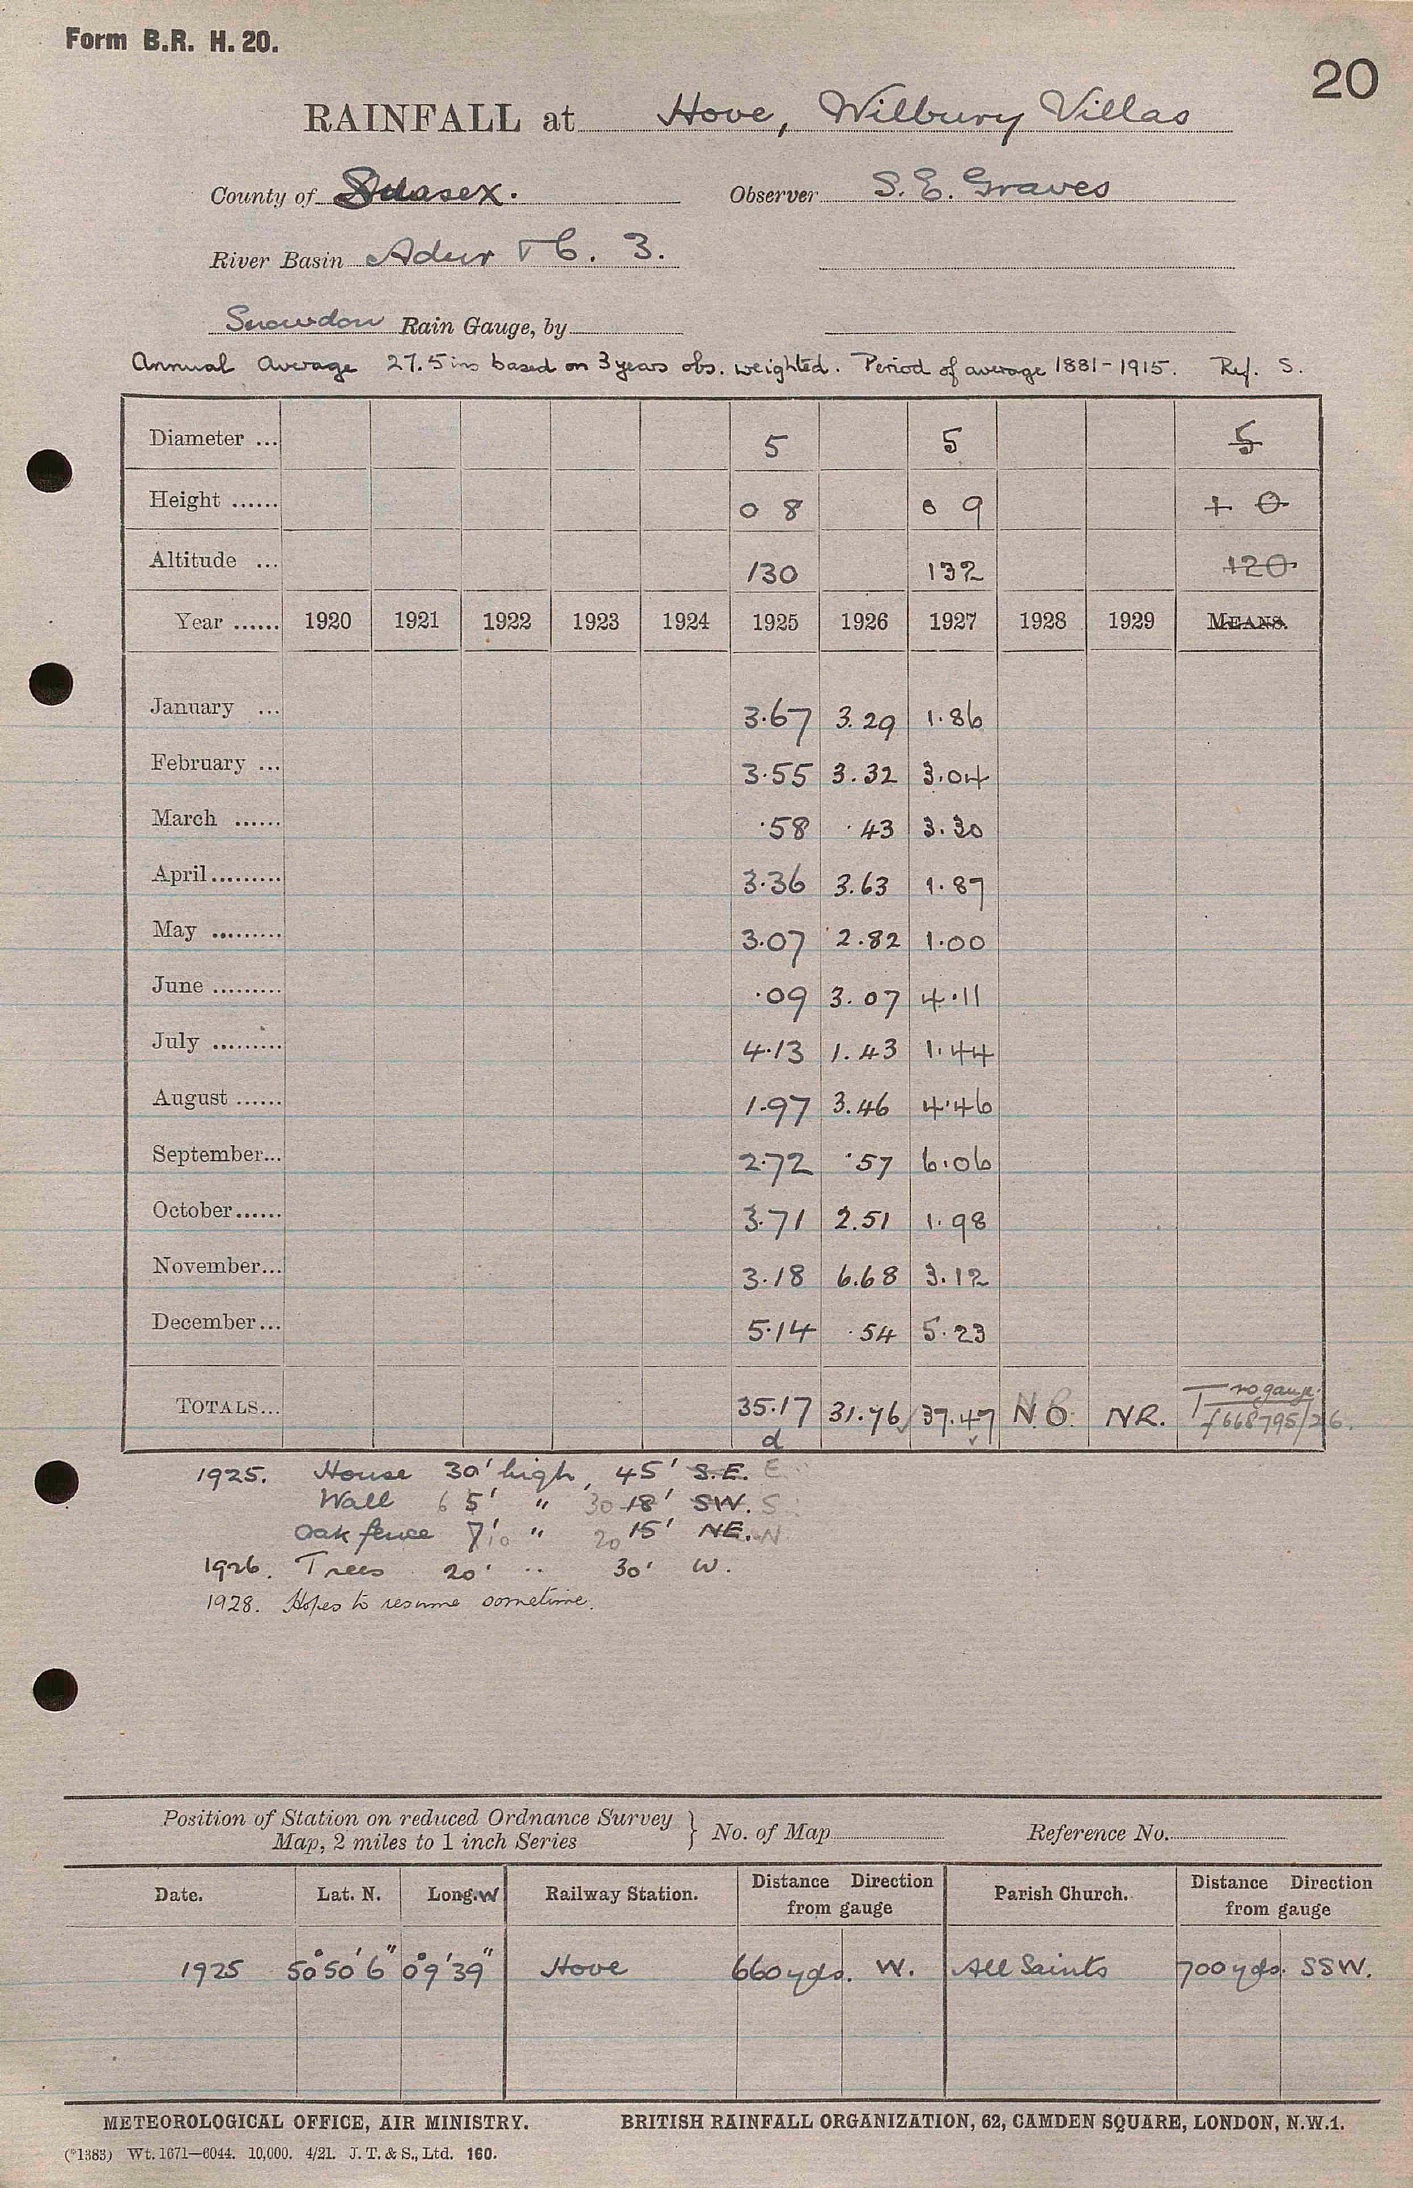 Form B.R. H. 20.
20
RAINFALL at Hove, Wilbury Villas
County of Sussex. Observer S. E. Graves
River Basin Adur 3.
Snowdon Rain Gauge, by
Annual Average 27.5 ins based on 3 years obs. weighted. Period of average 1881-1915. Ref. S.
Diameter ... 5 5 5
Height ...... 0 8 0 9 1 0
Altitude ... 130 132 120
Year ...... 1920 1921 1922 1923 1924 1925 1926 1927 1928 1929 MEANS.
January ... 3.67 3.29 1.86
February ... 3.55 3.32 3.04
March ...... .58 .43 3.30
April ......... 3.36 3.63 1.87
May ......... 3.07 2.82 1.00
June ......... .09 3.07 4.11
July ......... 4.13 1.43 1.44
August ...... 1.97 3.46 4.46
September... 2.72 .57 6.06
October...... 3.71 2.51 1.98
November... 3.18 6.68 3.12
December... 5.14 .54 5.23
no gauge.
TOTALS... 35.17 31.76 37.47 N.O. NR. 668795/26.
d
1925. House 30' high, 45' S.E. E
Wall 6 5' " 30 18' SW. S
Oak fence 7' 10 " 20 15' NE. N
1926. Trees 20' .. 30' W.
1928. Hopes to resume sometime.
Position of Station on reduced Ordnance Survey
Map, 2 miles to 1 inch Series } No. of Map Reference No.
Date. Lat. N. Long. W Railway Station. Distance Direction from gauge Parish Church. Distance Direction from gauge
1925 50° 50' 6" 0° 9' 39" Hove 660 yds. W. All Saints 700 yds. SSW.
METEOROLOGICAL OFFICE, AIR MINISTRY. BRITISH RAINFALL ORGANIZATION, 62, CAMDEN SQUARE, LONDON, N.W.1.
(*1383) Wt. 1671—6044. 10,000. 4/21. J. T. & S., Ltd. 160.